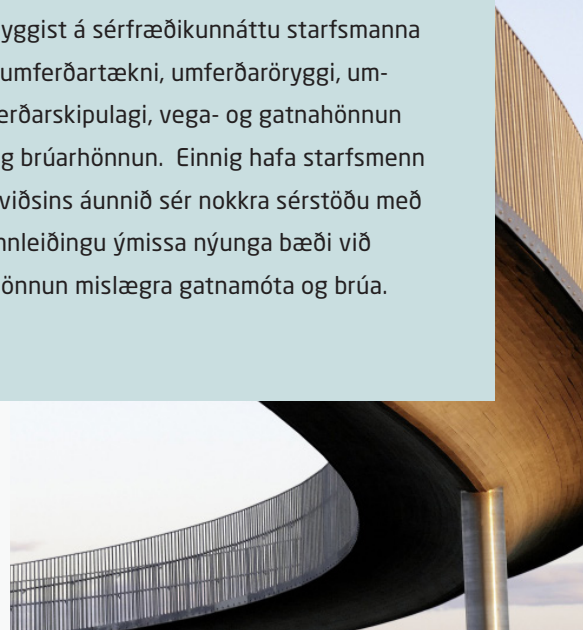 yggist á sérfræðikunnáttu starfsmanna
umferðartækni, umferðaröryggi, um-
erðarskipulagi, vega- og gatnahönnun
g brúarhönnun.  Einnig hafa starfsmenn
viðsins áunnið sér nokkra sérstöðu með
nnleiðingu ýmissa nýunga bæði við
önnun mislægra gatnamóta og brúa.